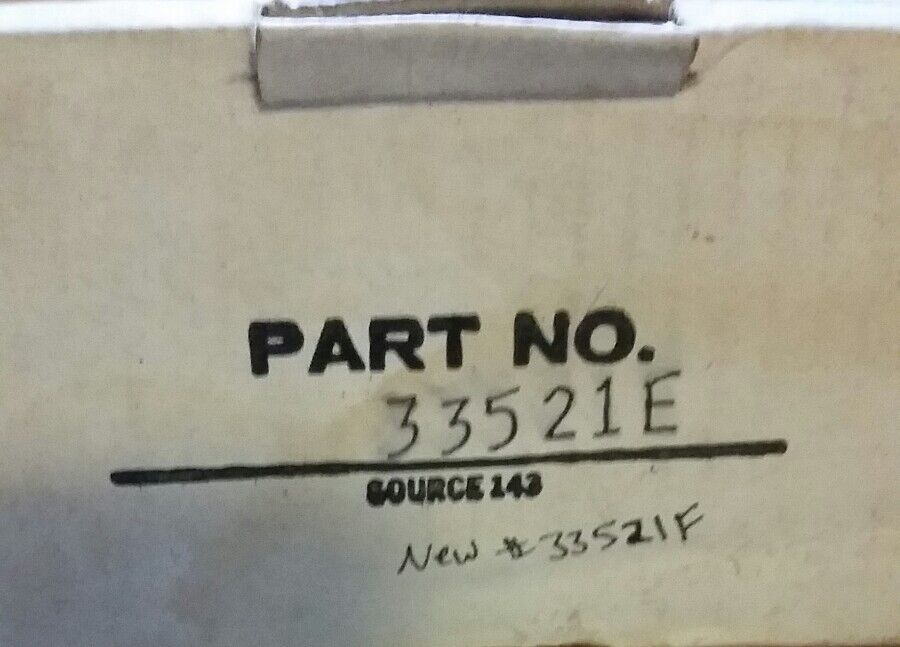 PART NO.
33521E
SOURCE 143
New #33521F